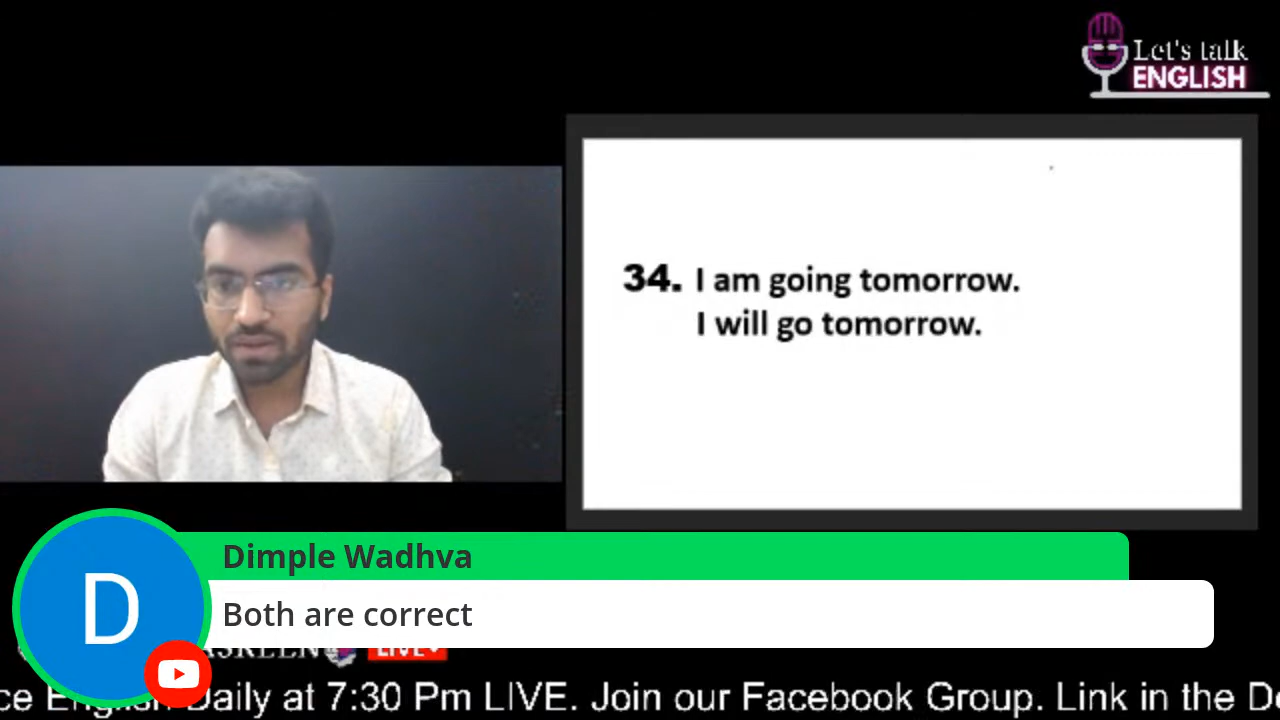 Let's talk
ENGLISH
34. I am going tomorrow.
I will go tomorrow.
Dimple Wadhva
D
Both are correct
LIVE
Daily at 7:30 Pm LIVE. Join our Facebook Group. Link in the